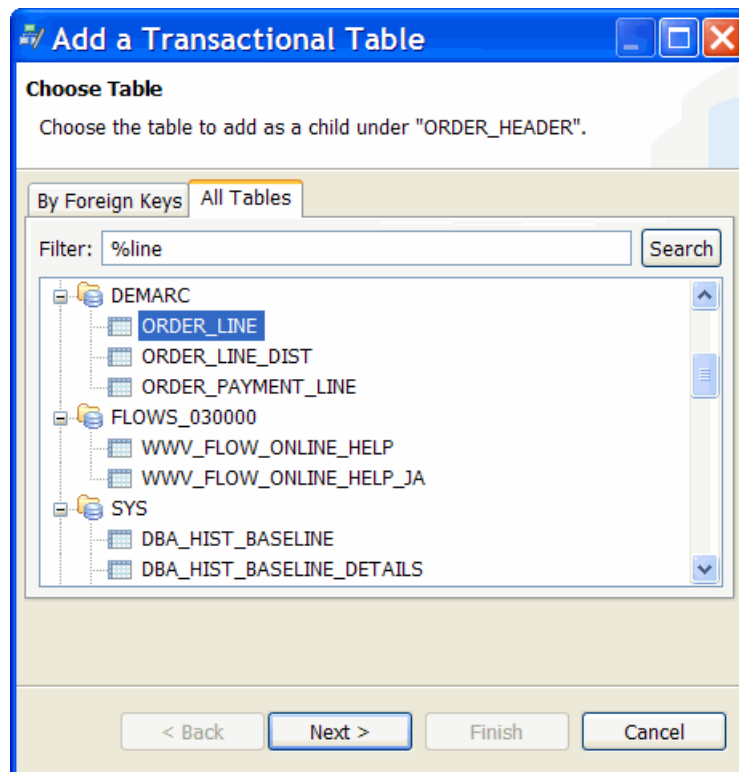 Add a Transactional Table
Choose Table
Choose the table to add as a child under "ORDER_HEADER".
By Foreign Keys All Tables
Filter: %line Search
DEMARC
ORDER_LINE
ORDER_LINE_DIST
ORDER_PAYMENT_LINE
FLOWS_030000
WWV_FLOW_ONLINE_HELP
WWV_FLOW_ONLINE_HELP_JA
SYS
DBA_HIST_BASELINE
DBA_HIST_BASELINE_DETAILS
< Back Next > Finish Cancel